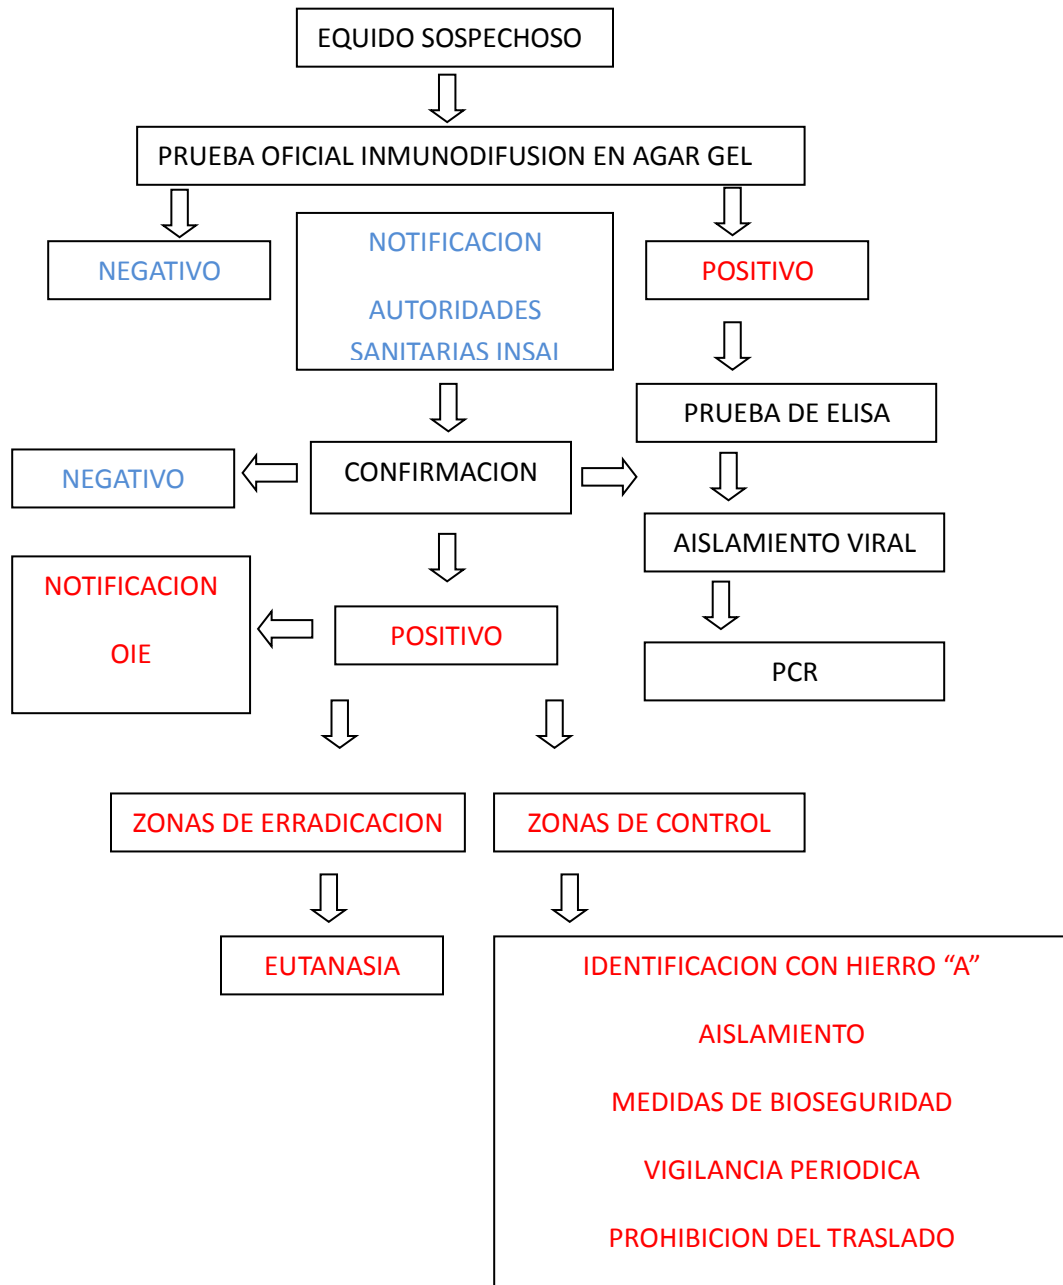 EQUIDO SOSPECHOSO
PRUEBA OFICIAL INMUNODIFUSION EN AGAR GEL
NEGATIVO
NOTIFICACION
AUTORIDADES
SANITARIAS INSAI
POSITIVO
PRUEBA DE ELISA
NEGATIVO
CONFIRMACION
AISLAMIENTO VIRAL
NOTIFICACION
OIE
POSITIVO
PCR
ZONAS DE ERRADICACION
ZONAS DE CONTROL
EUTANASIA
IDENTIFICACION CON HIERRO “A”
AISLAMIENTO
MEDIDAS DE BIOSEGURIDAD
VIGILANCIA PERIODICA
PROHIBICION DEL TRASLADO